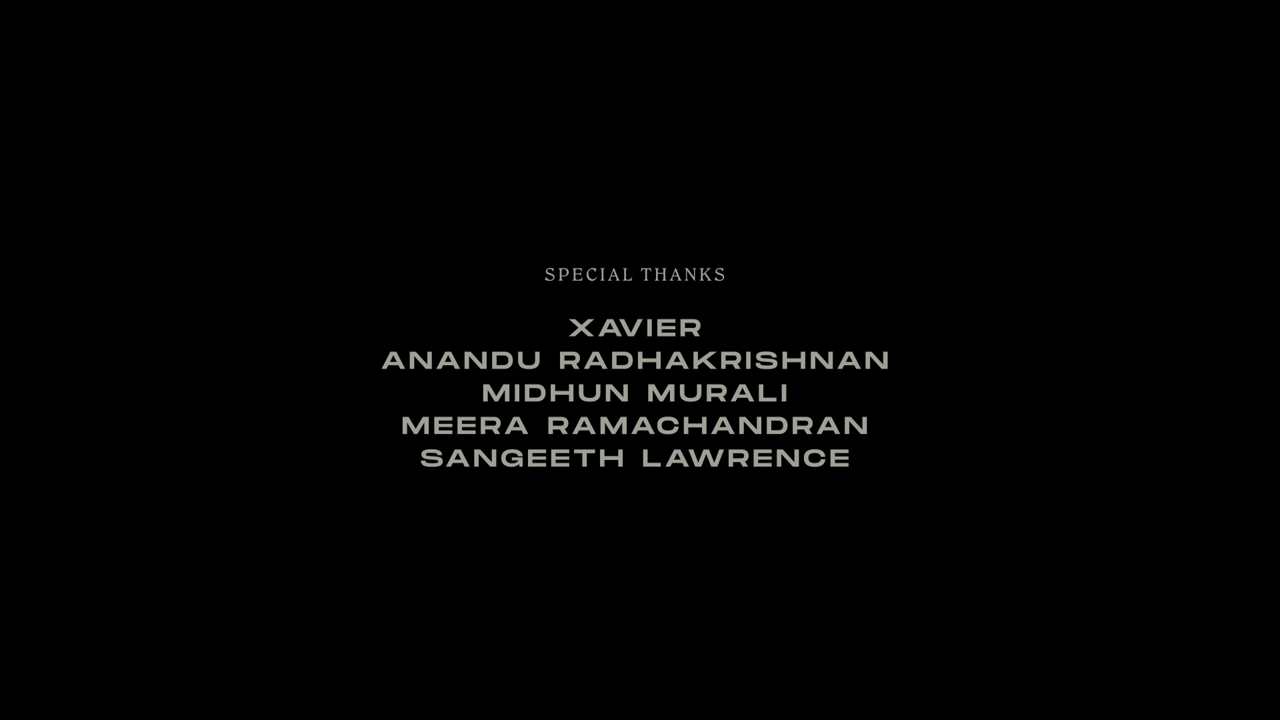 SPECIAL THANKS
XAVIER
ANANDU RADHAKRISHNAN
MIDHUN MURALI
MEERA RAMACHANDRAN
SANGEETH LAWRENCE